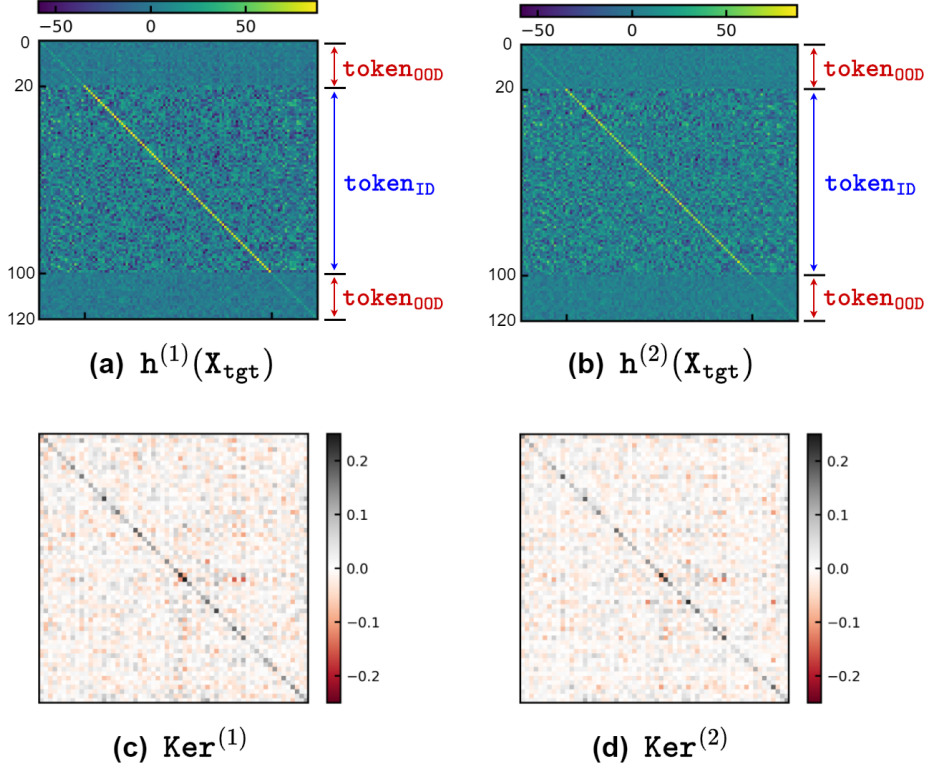 −50 0 50
−50 0 50
0
20
100
120
token_OOD
token_ID
token_OOD
0
20
100
120
token_OOD
token_ID
token_OOD
(a) h^(1)(X_tgt)
(b) h^(2)(X_tgt)
0.2
0.1
0.0
−0.1
−0.2
0.2
0.1
0.0
−0.1
−0.2
(c) Ker^(1)
(d) Ker^(2)